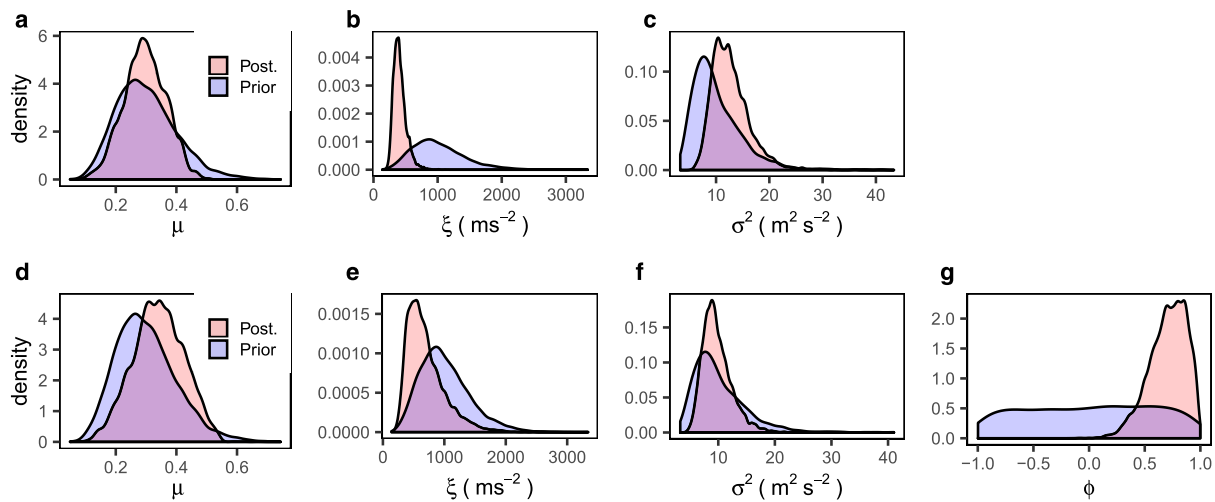 a
density
6
4
2
0
Post.
Prior
0.2
0.4
0.6
μ
b
0.004
0.003
0.002
0.001
0.000
0
1000
2000
3000
ξ ( ms⁻² )
c
0.10
0.05
0.00
10
20
30
40
σ² ( m² s⁻² )
d
density
4
3
2
1
0
Post.
Prior
0.2
0.4
0.6
μ
e
0.0015
0.0010
0.0005
0.0000
0
1000
2000
3000
ξ ( ms⁻² )
f
0.15
0.10
0.05
0.00
10
20
30
40
σ² ( m² s⁻² )
g
2.0
1.5
1.0
0.5
0.0
−1.0
−0.5
0.0
0.5
1.0
ϕ